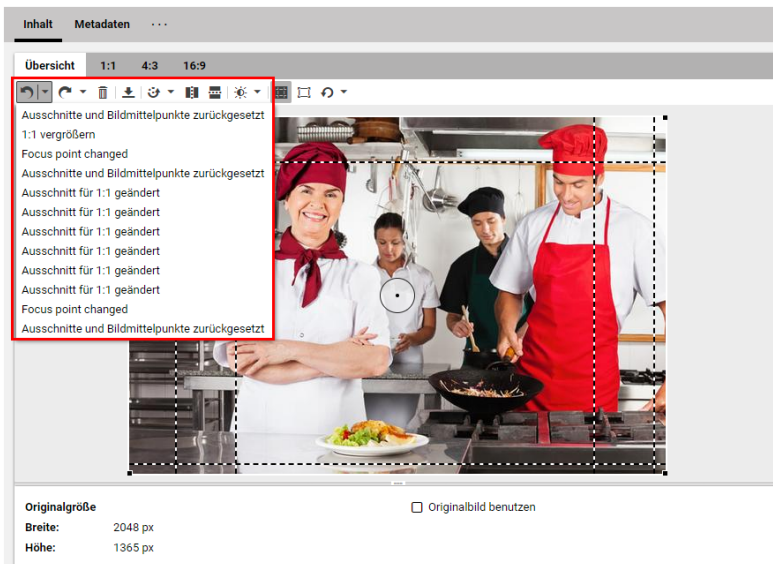 Inhalt Metadaten ...
Übersicht 1:1 4:3 16:9
Ausschnitte und Bildmittelpunkte zurückgesetzt
1:1 vergrößern
Focus point changed
Ausschnitte und Bildmittelpunkte zurückgesetzt
Ausschnitt für 1:1 geändert
Ausschnitt für 1:1 geändert
Ausschnitt für 1:1 geändert
Ausschnitt für 1:1 geändert
Ausschnitt für 1:1 geändert
Ausschnitt für 1:1 geändert
Focus point changed
Ausschnitte und Bildmittelpunkte zurückgesetzt
Originalgröße Originalbild benutzen
Breite: 2048 px
Höhe: 1365 px